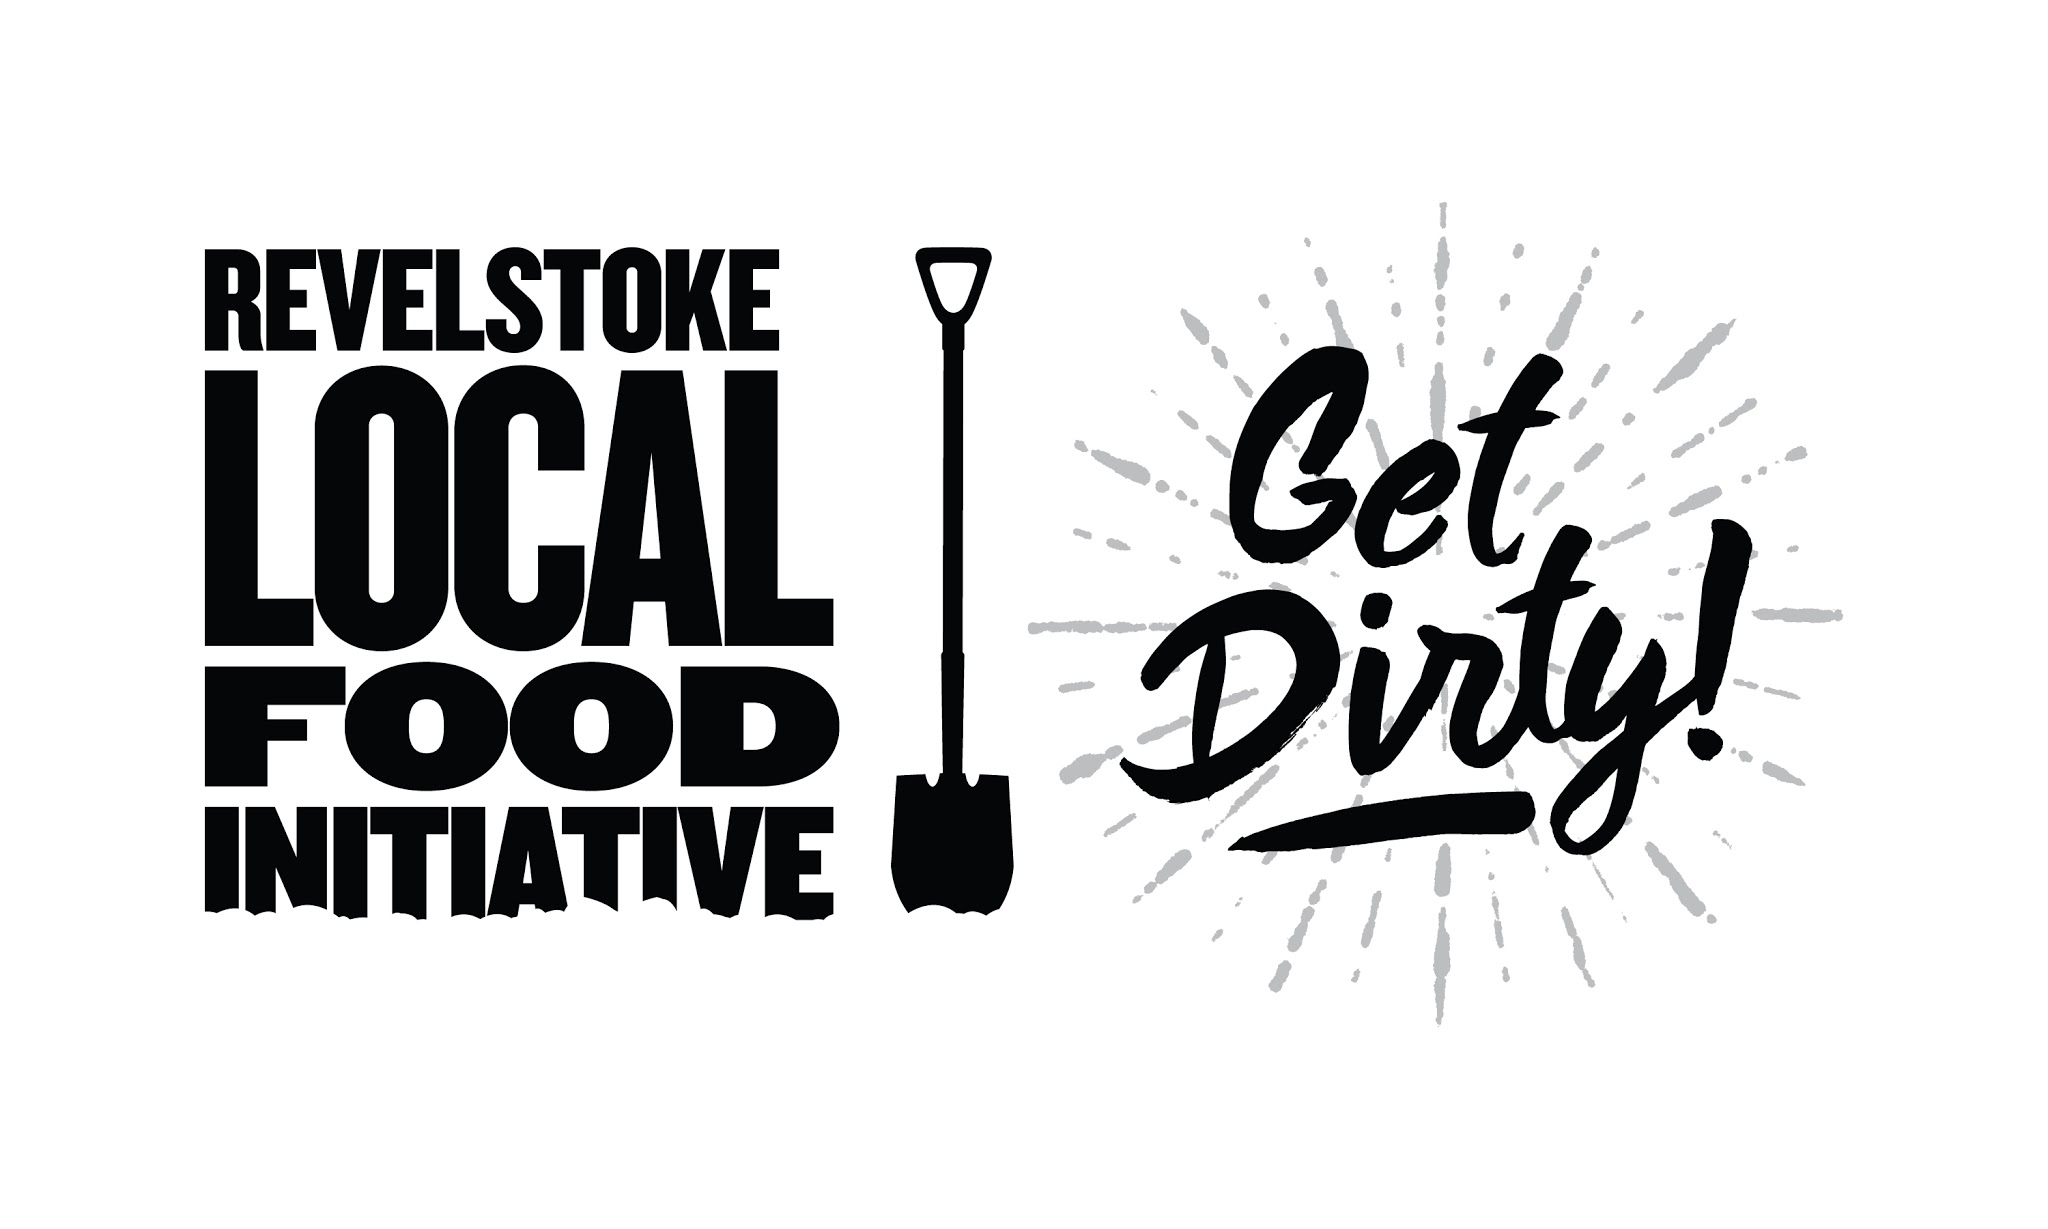 REVELSTOKE
LOCAL
FOOD
INITIATIVE
Get
Dirty!